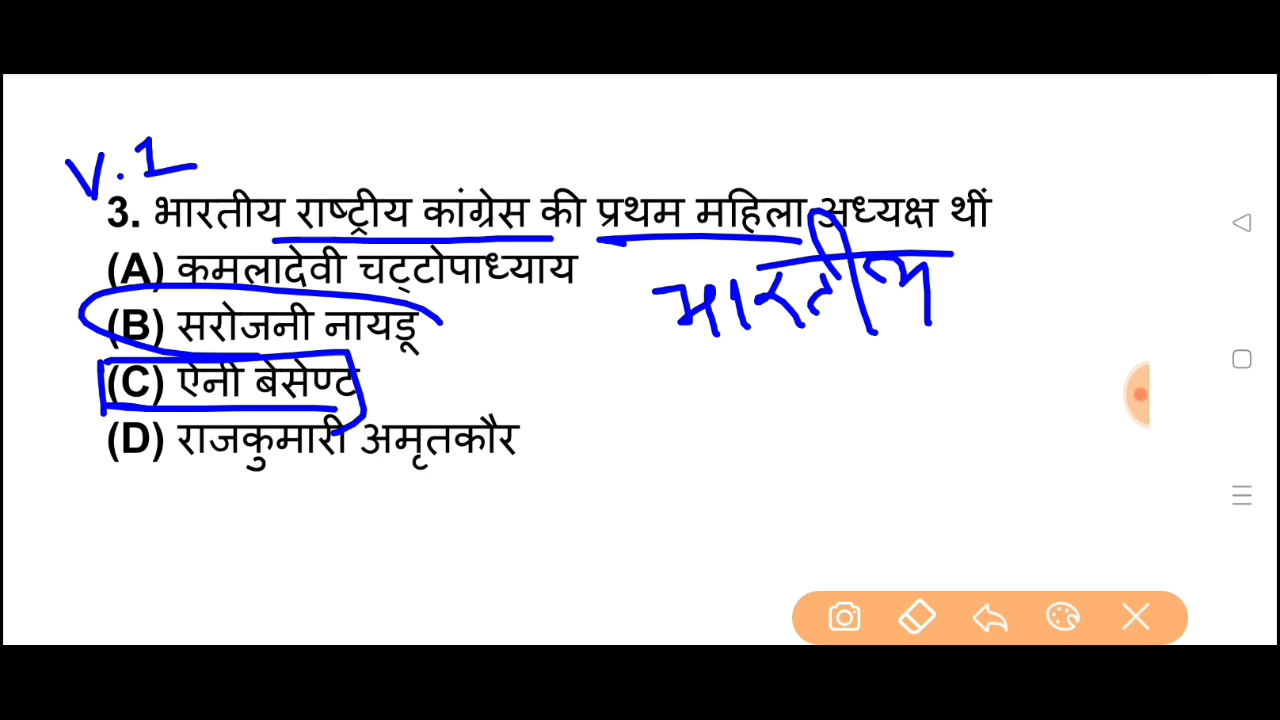 V.1
3. भारतीय राष्ट्रीय कांग्रेस की प्रथम महिला अध्यक्ष थीं
(A) कमलादेवी चट्टोपाध्याय
भारतीय
(B) सरोजनी नायडू
(C) ऐनी बेसेण्ट
(D) राजकुमारी अमृतकौर